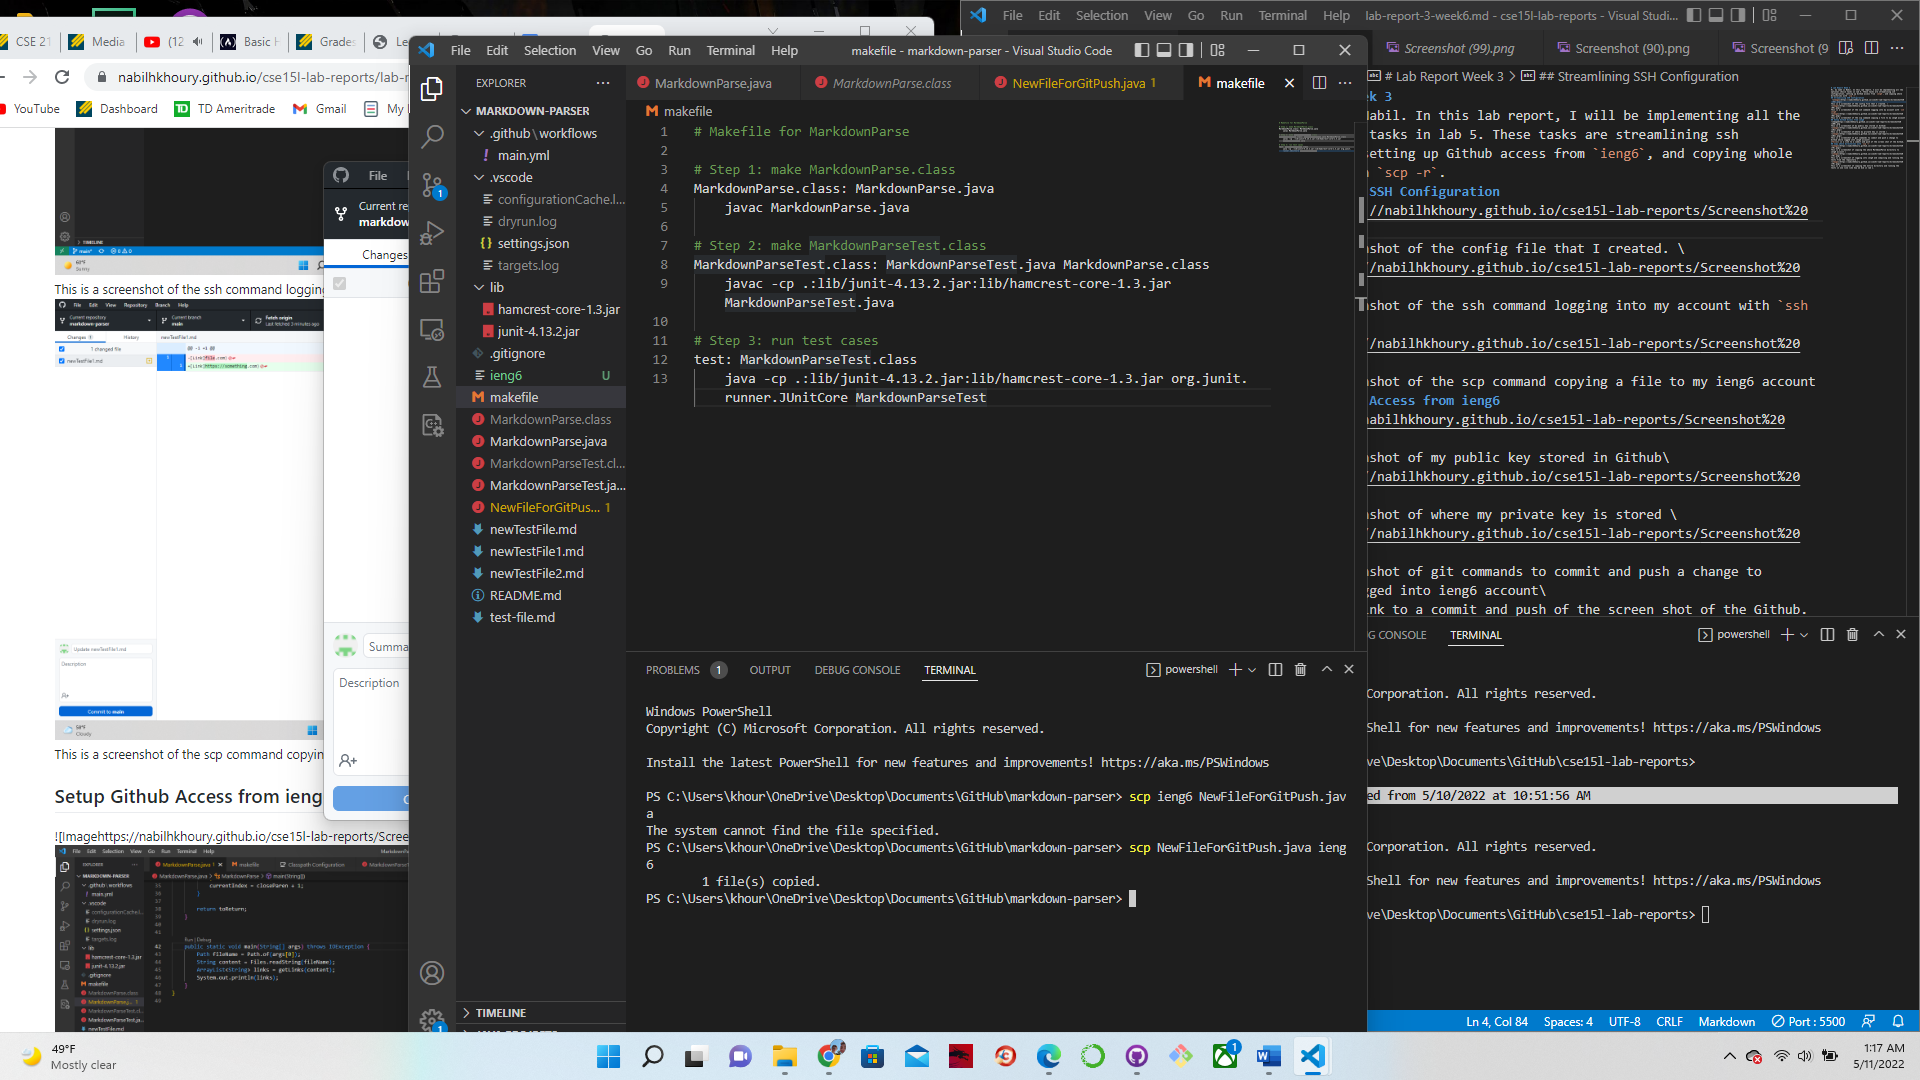 CSE 21
Media
(12
Basic
Grades
nabilhkhoury.github.io/cse15l-lab-reports/lab-r
YouTube
Dashboard
TD Ameritrade
Gmail
My
This is a screenshot of the ssh command logging
This is a screenshot of the scp command copyin
Setup Github Access from ieng
![Imagehttps://nabilhkhoury.github.io/cse15l-lab-reports/Scree
File
Current re
markdow
Changes
Summa
Description
File Edit Selection View Go Run Terminal Help
makefile - markdown-parser - Visual Studio Code
EXPLORER
MARKDOWN-PARSER
.github \ workflows
main.yml
.vscode
configurationCache.l...
dryrun.log
settings.json
targets.log
lib
hamcrest-core-1.3.jar
junit-4.13.2.jar
.gitignore
ieng6 U
makefile
MarkdownParse.class
MarkdownParse.java
MarkdownParseTest.cl...
MarkdownParseTest.ja...
NewFileForGitPus... 1
newTestFile.md
newTestFile1.md
newTestFile2.md
README.md
test-file.md
TIMELINE
MarkdownParse.java
MarkdownParse.class
NewFileForGitPush.java 1
makefile
makefile
1 # Makefile for MarkdownParse
2
3 # Step 1: make MarkdownParse.class
4 MarkdownParse.class: MarkdownParse.java
5 javac MarkdownParse.java
6
7 # Step 2: make MarkdownParseTest.class
8 MarkdownParseTest.class: MarkdownParseTest.java MarkdownParse.class
9 javac -cp .:lib/junit-4.13.2.jar:lib/hamcrest-core-1.3.jar
MarkdownParseTest.java
10
11 # Step 3: run test cases
12 test: MarkdownParseTest.class
13 java -cp .:lib/junit-4.13.2.jar:lib/hamcrest-core-1.3.jar org.junit.
runner.JUnitCore MarkdownParseTest
PROBLEMS 1 OUTPUT DEBUG CONSOLE TERMINAL
powershell
Windows PowerShell
Copyright (C) Microsoft Corporation. All rights reserved.
Install the latest PowerShell for new features and improvements! https://aka.ms/PSWindows
PS C:\Users\khour\OneDrive\Desktop\Documents\GitHub\markdown-parser> scp ieng6 NewFileForGitPush.jav
a
The system cannot find the file specified.
PS C:\Users\khour\OneDrive\Desktop\Documents\GitHub\markdown-parser> scp NewFileForGitPush.java ieng
6
1 file(s) copied.
PS C:\Users\khour\OneDrive\Desktop\Documents\GitHub\markdown-parser>
File Edit Selection View Go Run Terminal Help
lab-report-3-week6.md - cse15l-lab-reports - Visual Studi...
Screenshot (99).png
Screenshot (90).png
Screenshot (9
# Lab Report Week 3 > ## Streamlining SSH Configuration
ek 3
Nabil. In this lab report, I will be implementing all the
tasks in lab 5. These tasks are streamlining ssh
setting up Github access from `ieng6`, and copying whole
`scp -r`.
SSH Configuration
//nabilhkhoury.github.io/cse15l-lab-reports/Screenshot%20
nshot of the config file that I created. \
//nabilhkhoury.github.io/cse15l-lab-reports/Screenshot%20
nshot of the ssh command logging into my account with `ssh
//nabilhkhoury.github.io/cse15l-lab-reports/Screenshot%20
nshot of the scp command copying a file to my ieng6 account
Access from ieng6
nabilhkhoury.github.io/cse15l-lab-reports/Screenshot%20
nshot of my public key stored in Github\
//nabilhkhoury.github.io/cse15l-lab-reports/Screenshot%20
nshot of where my private key is stored \
//nabilhkhoury.github.io/cse15l-lab-reports/Screenshot%20
nshot of git commands to commit and push a change to
gged into ieng6 account\
ink to a commit and push of the screen shot of the Github.
G CONSOLE TERMINAL
powershell
Corporation. All rights reserved.
Shell for new features and improvements! https://aka.ms/PSWindows
ve\Desktop\Documents\GitHub\cse15l-lab-reports>
ed from 5/10/2022 at 10:51:56 AM
Corporation. All rights reserved.
Shell for new features and improvements! https://aka.ms/PSWindows
ve\Desktop\Documents\GitHub\cse15l-lab-reports>
Ln 4, Col 84 Spaces: 4 UTF-8 CRLF Markdown Port : 5500
49°F
Mostly clear
1:17 AM
5/11/2022